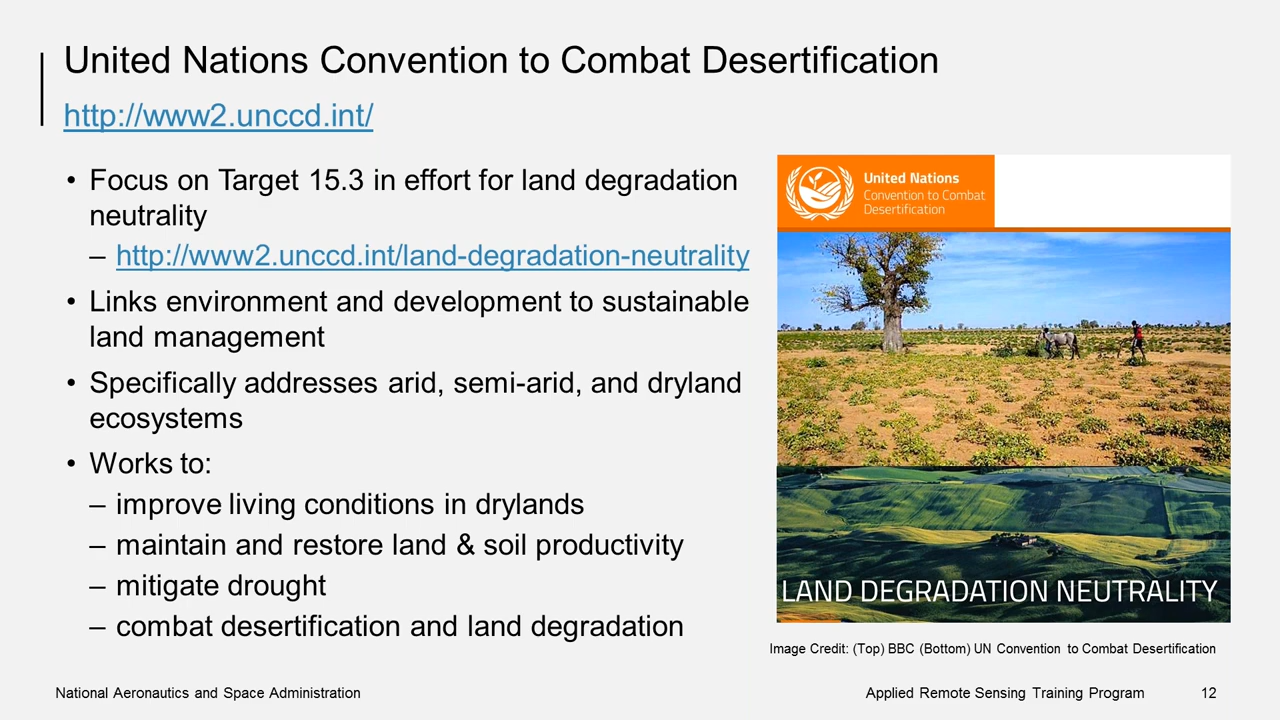 United Nations Convention to Combat Desertification
http://www2.unccd.int/
• Focus on Target 15.3 in effort for land degradation
neutrality
– http://www2.unccd.int/land-degradation-neutrality
• Links environment and development to sustainable
land management
• Specifically addresses arid, semi-arid, and dryland
ecosystems
• Works to:
– improve living conditions in drylands
– maintain and restore land & soil productivity
– mitigate drought
– combat desertification and land degradation
United Nations
Convention to Combat
Desertification
LAND DEGRADATION NEUTRALITY
Image Credit: (Top) BBC (Bottom) UN Convention to Combat Desertification
National Aeronautics and Space Administration
Applied Remote Sensing Training Program
12